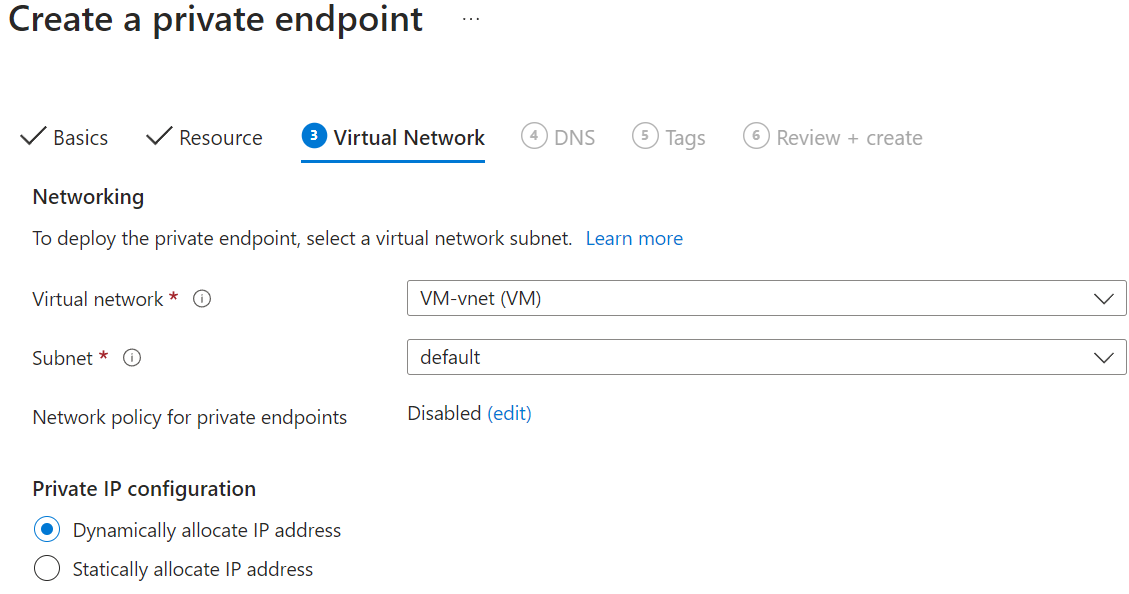 Create a private endpoint ...
Basics Resource 3 Virtual Network 4 DNS 5 Tags 6 Review + create
Networking
To deploy the private endpoint, select a virtual network subnet. Learn more
Virtual network * i VM-vnet (VM)
Subnet * i default
Network policy for private endpoints Disabled (edit)
Private IP configuration
Dynamically allocate IP address
Statically allocate IP address